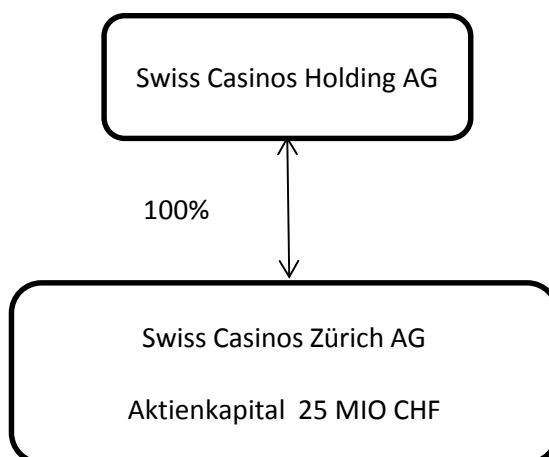 Swiss Casinos Holding AG
100%
Swiss Casinos Zürich AG
Aktienkapital 25 MIO CHF